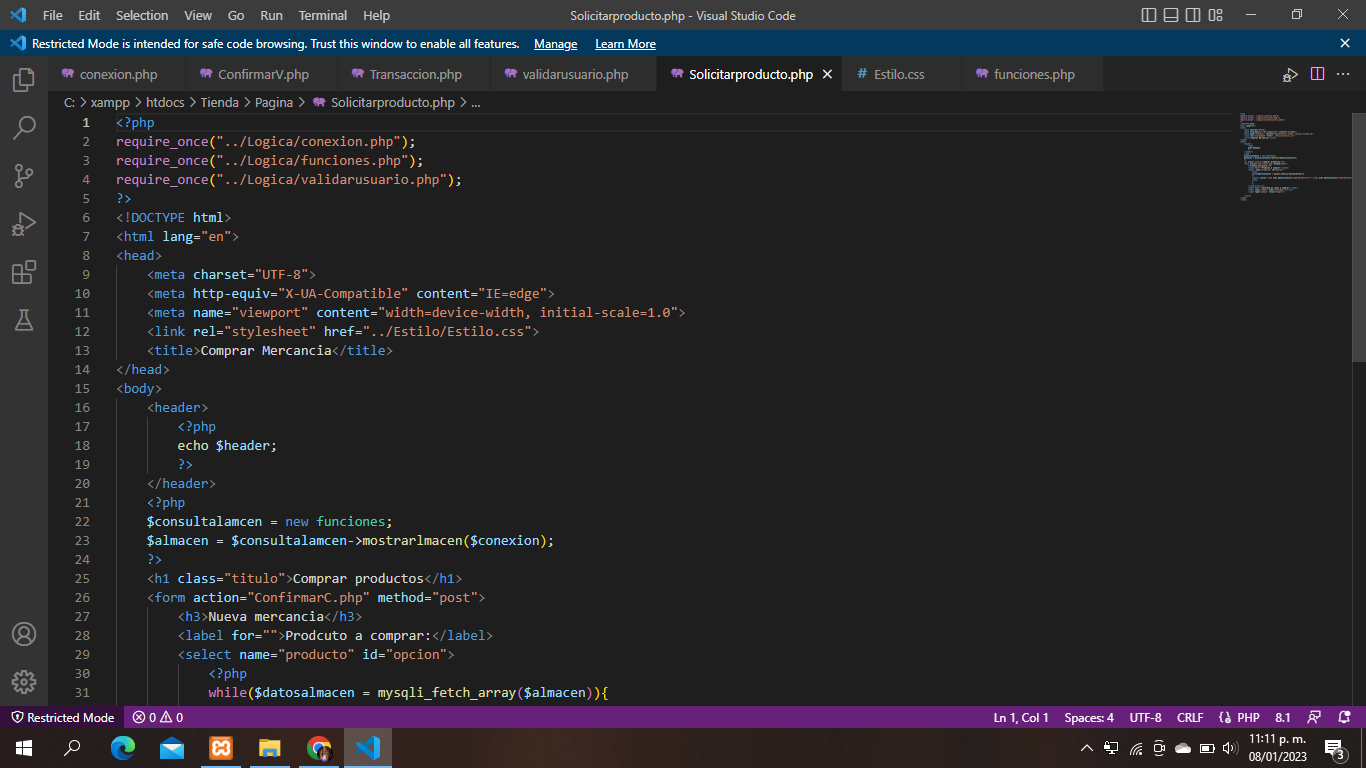 File Edit Selection View Go Run Terminal Help Solicitarproducto.php - Visual Studio Code
Restricted Mode is intended for safe code browsing. Trust this window to enable all features. Manage Learn More
conexion.php ConfirmarV.php Transaccion.php validarusuario.php Solicitarproducto.php # Estilo.css funciones.php
C: > xampp > htdocs > Tienda > Pagina > Solicitarproducto.php > ...
1 <?php
2 require_once("../Logica/conexion.php");
3 require_once("../Logica/funciones.php");
4 require_once("../Logica/validarusuario.php");
5 ?>
6 <!DOCTYPE html>
7 <html lang="en">
8 <head>
9 <meta charset="UTF-8">
10 <meta http-equiv="X-UA-Compatible" content="IE=edge">
11 <meta name="viewport" content="width=device-width, initial-scale=1.0">
12 <link rel="stylesheet" href="../Estilo/Estilo.css">
13 <title>Comprar Mercancia</title>
14 </head>
15 <body>
16 <header>
17 <?php
18 echo $header;
19 ?>
20 </header>
21 <?php
22 $consultalamcen = new funciones;
23 $almacen = $consultalamcen->mostrarlmacen($conexion);
24 ?>
25 <h1 class="titulo">Comprar productos</h1>
26 <form action="ConfirmarC.php" method="post">
27 <h3>Nueva mercancia</h3>
28 <label for="">Prodcuto a comprar:</label>
29 <select name="producto" id="opcion">
30 <?php
31 while($datosalmacen = mysqli_fetch_array($almacen)){
Restricted Mode 0 0 Ln 1, Col 1 Spaces: 4 UTF-8 CRLF PHP 8.1
11:11 p. m.
08/01/2023
3